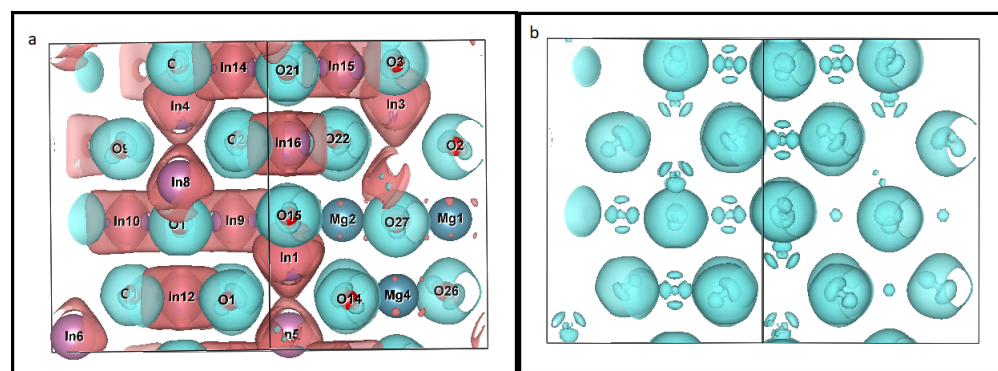 a
b
In14 O21 In15 O3
In4 In3
O9 In16 O22 O2
In8
In10 O1 In9 O15 Mg2 O27 Mg1
In1
In12 O1 O14 Mg4 O26
In6 In5